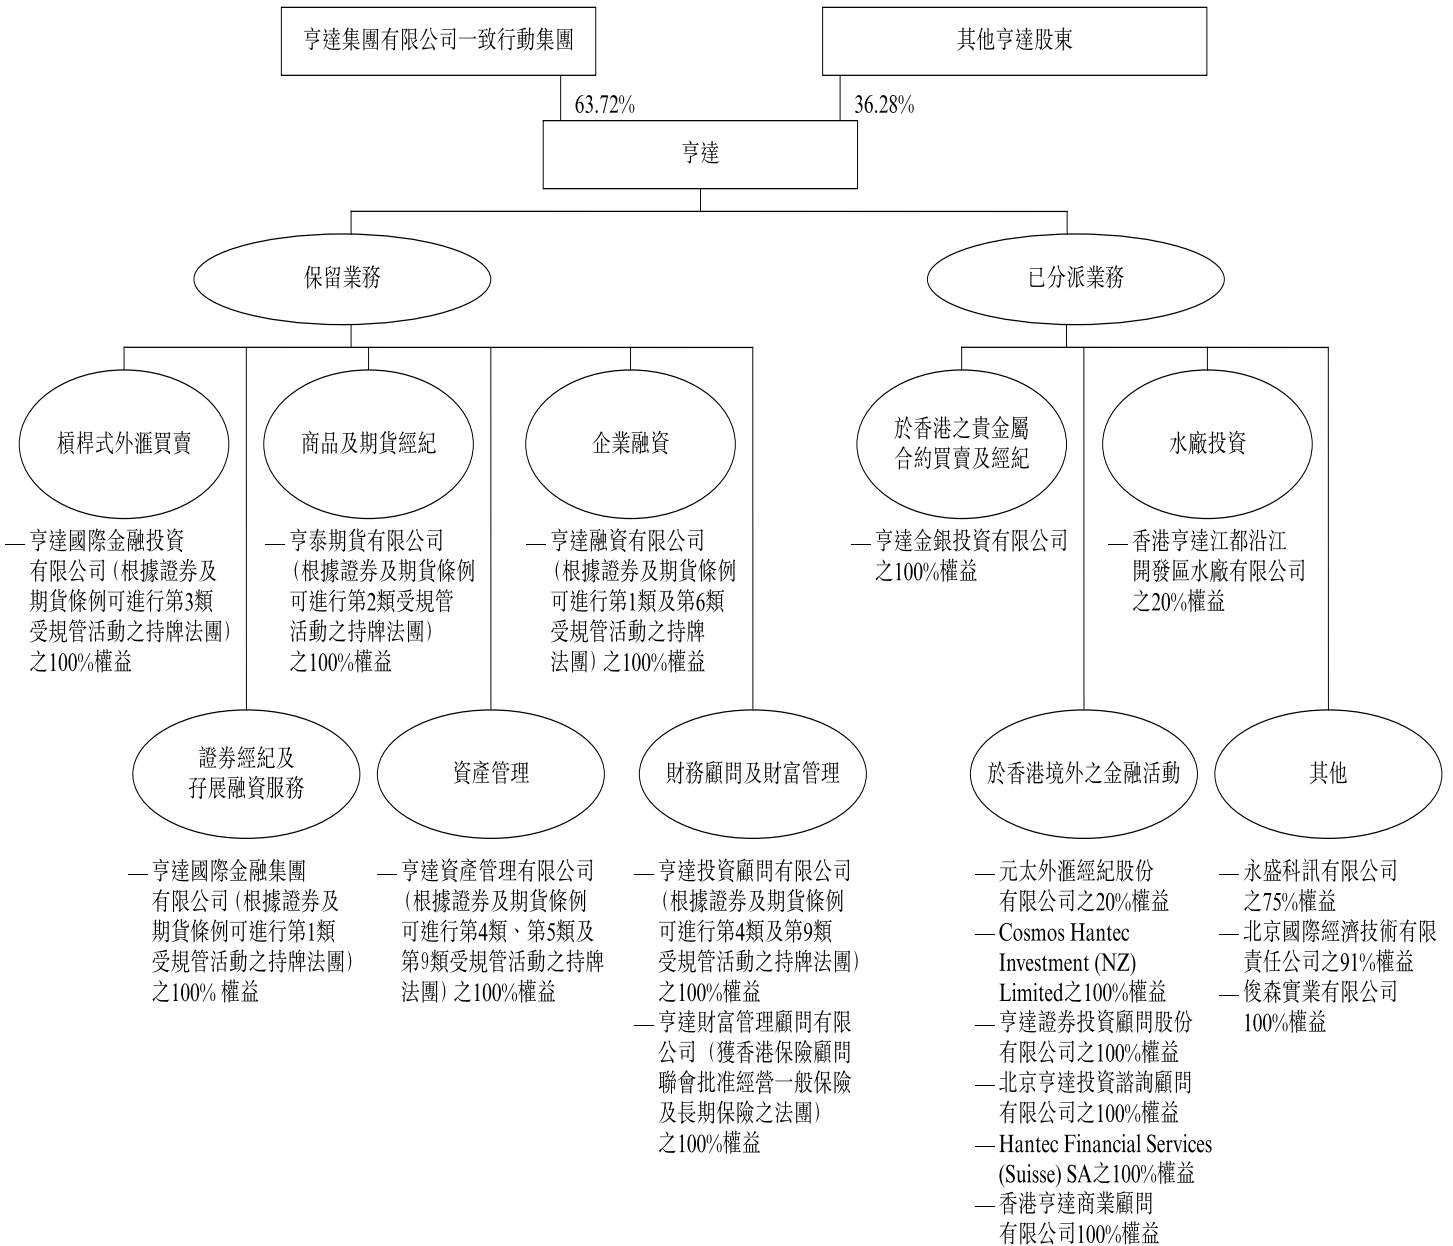 亨達集團有限公司一致行動集團
其他亨達股東
63.72%
36.28%
亨達
保留業務
已分派業務
槓桿式外滙買賣
商品及期貨經紀
企業融資
於香港之貴金屬
合約買賣及經紀
水廠投資
— 亨達國際金融投資
有限公司(根據證券及
期貨條例可進行第3類
受規管活動之持牌法團)
之100%權益
— 亨泰期貨有限公司
(根據證券及期貨條例
可進行第2類受規管
活動之持牌法團)
之100%權益
— 亨達融資有限公司
(根據證券及期貨條例
可進行第1類及第6類
受規管活動之持牌
法團) 之100%權益
— 亨達金銀投資有限公司
之100%權益
— 香港亨達江都沿江
開發區水廠有限公司
之20%權益
證券經紀及
孖展融資服務
資產管理
財務顧問及財富管理
於香港境外之金融活動
其他
— 亨達國際金融集團
有限公司(根據證券及
期貨條例可進行第1類
受規管活動之持牌法團)
之100% 權益
— 亨達資產管理有限公司
(根據證券及期貨條例
可進行第4類、第5類及
第9類受規管活動之持牌
法團) 之100%權益
— 亨達投資顧問有限公司
(根據證券及期貨條例
可進行第4類及第9類
受規管活動之持牌法團)
之100%權益
— 亨達財富管理顧問有限
公司 (獲香港保險顧問
聯會批准經營一般保險
及長期保險之法團)
之100%權益
— 元太外滙經紀股份
有限公司之20%權益
— Cosmos Hantec
Investment (NZ)
Limited之100%權益
— 亨達證券投資顧問股份
有限公司之100%權益
— 北京亨達投資諮詢顧問
有限公司之100%權益
— Hantec Financial Services
(Suisse) SA之100%權益
— 香港亨達商業顧問
有限公司100%權益
— 永盛科訊有限公司
之75%權益
— 北京國際經濟技術有限
責任公司之91%權益
— 俊森實業有限公司
100%權益